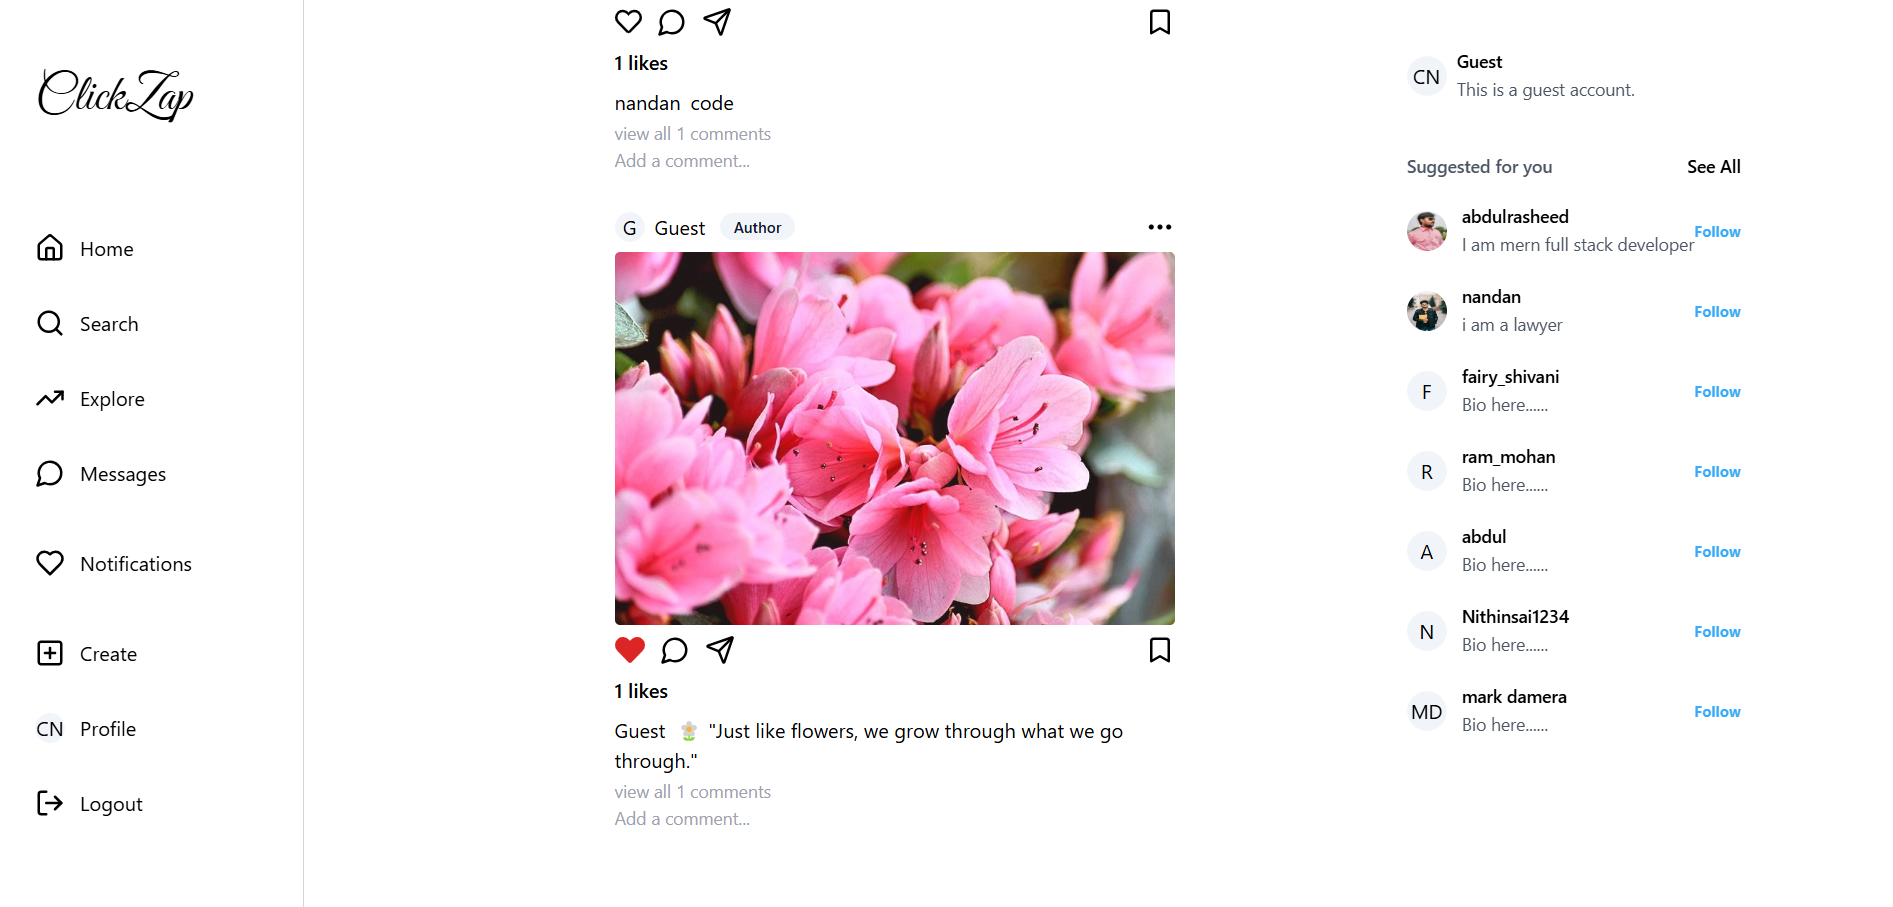 ClickZap
Home
Search
Explore
Messages
Notifications
Create
CN Profile
Logout
1 likes
nandan code
view all 1 comments
Add a comment...
G Guest Author
1 likes
Guest 🌼 "Just like flowers, we grow through what we go
through."
view all 1 comments
Add a comment...
CN
Guest
This is a guest account.
Suggested for you See All
abdulrasheed
I am mern full stack developer
Follow
nandan
i am a lawyer
Follow
F
fairy_shivani
Bio here......
Follow
R
ram_mohan
Bio here......
Follow
A
abdul
Bio here......
Follow
N
Nithinsai1234
Bio here......
Follow
MD
mark damera
Bio here......
Follow